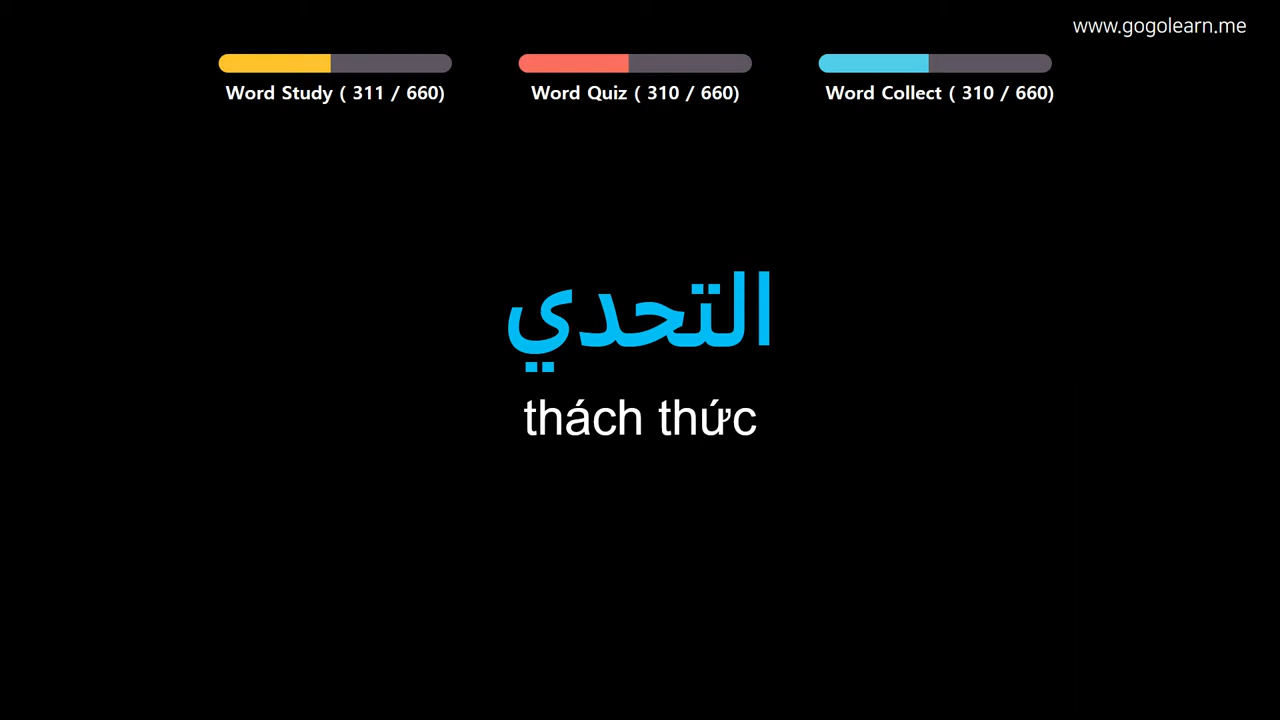 www.gogolearn.me
Word Study ( 311 / 660)
Word Quiz ( 310 / 660)
Word Collect ( 310 / 660)
التحدي
thách thức